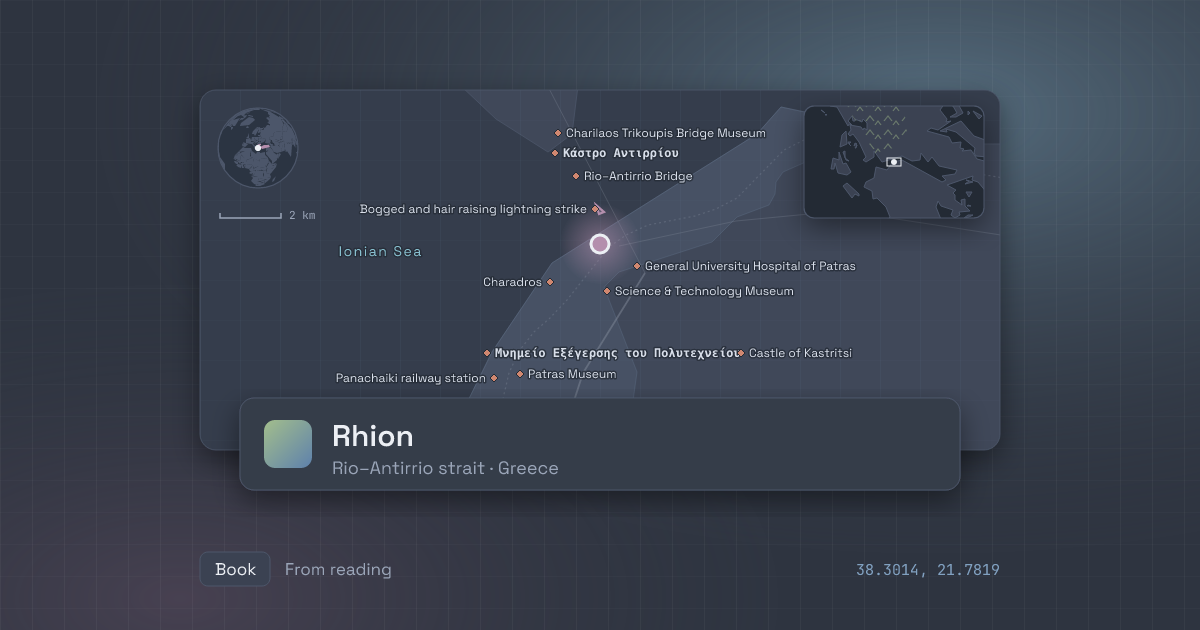 Charilaos Trikoupis Bridge Museum
Κάστρο Αντιρρίου
Rio–Antirrio Bridge
Bogged and hair raising lightning strike
2 km
Ionian Sea
General University Hospital of Patras
Charadros
Science & Technology Museum
Μνημείο Εξέγερσης του Πολυτεχνείου
Castle of Kastritsi
Panachaiki railway station
Patras Museum
Rhion
Rio–Antirrio strait · Greece
Book
From reading
38.3014, 21.7819